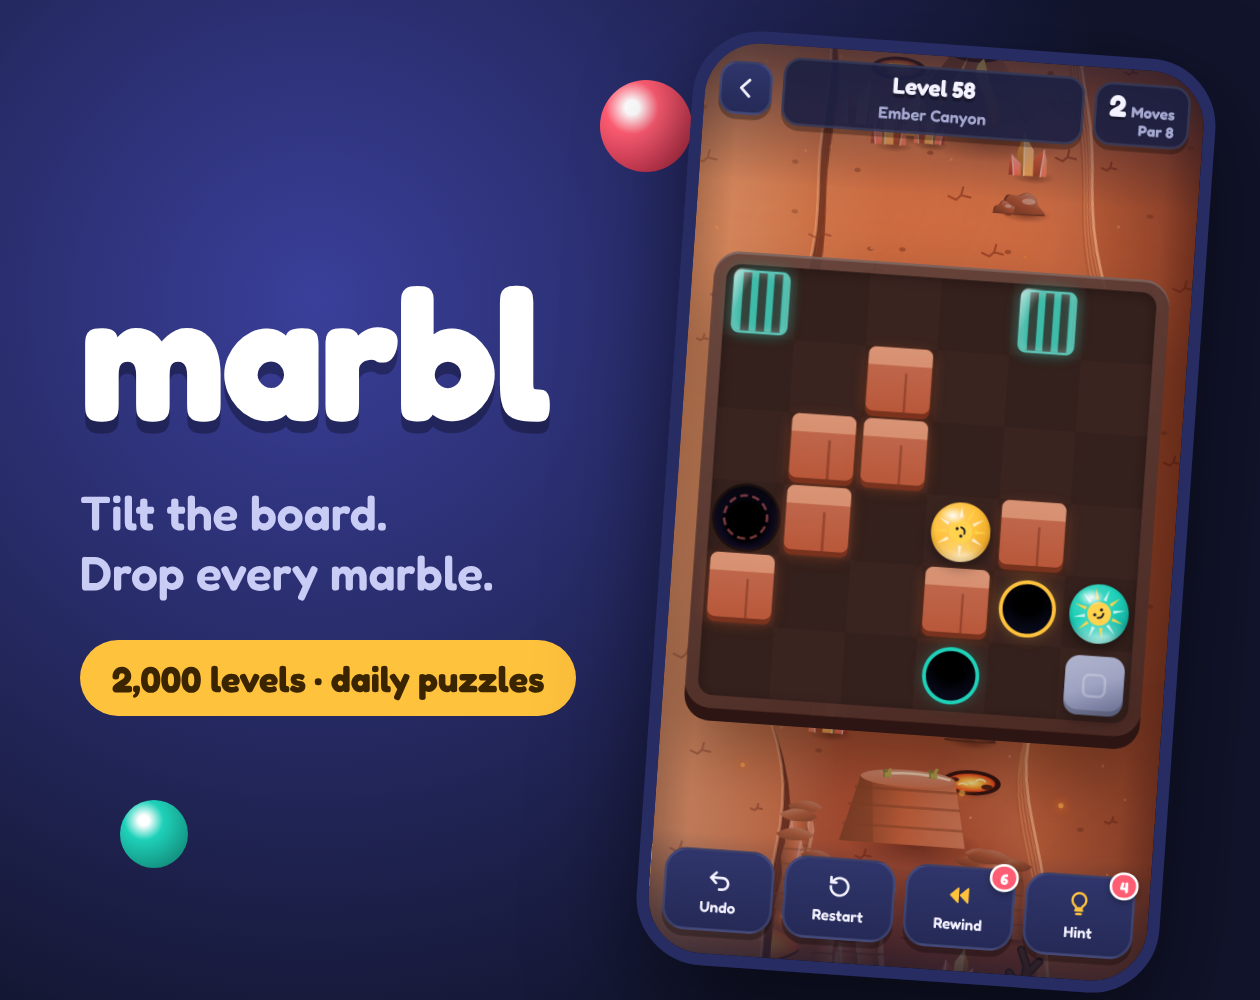 marbl
Tilt the board.
Drop every marble.
2,000 levels · daily puzzles
Level 58
Ember Canyon
2 Moves
Par 8
Undo
Restart
6
Rewind
4
Hint